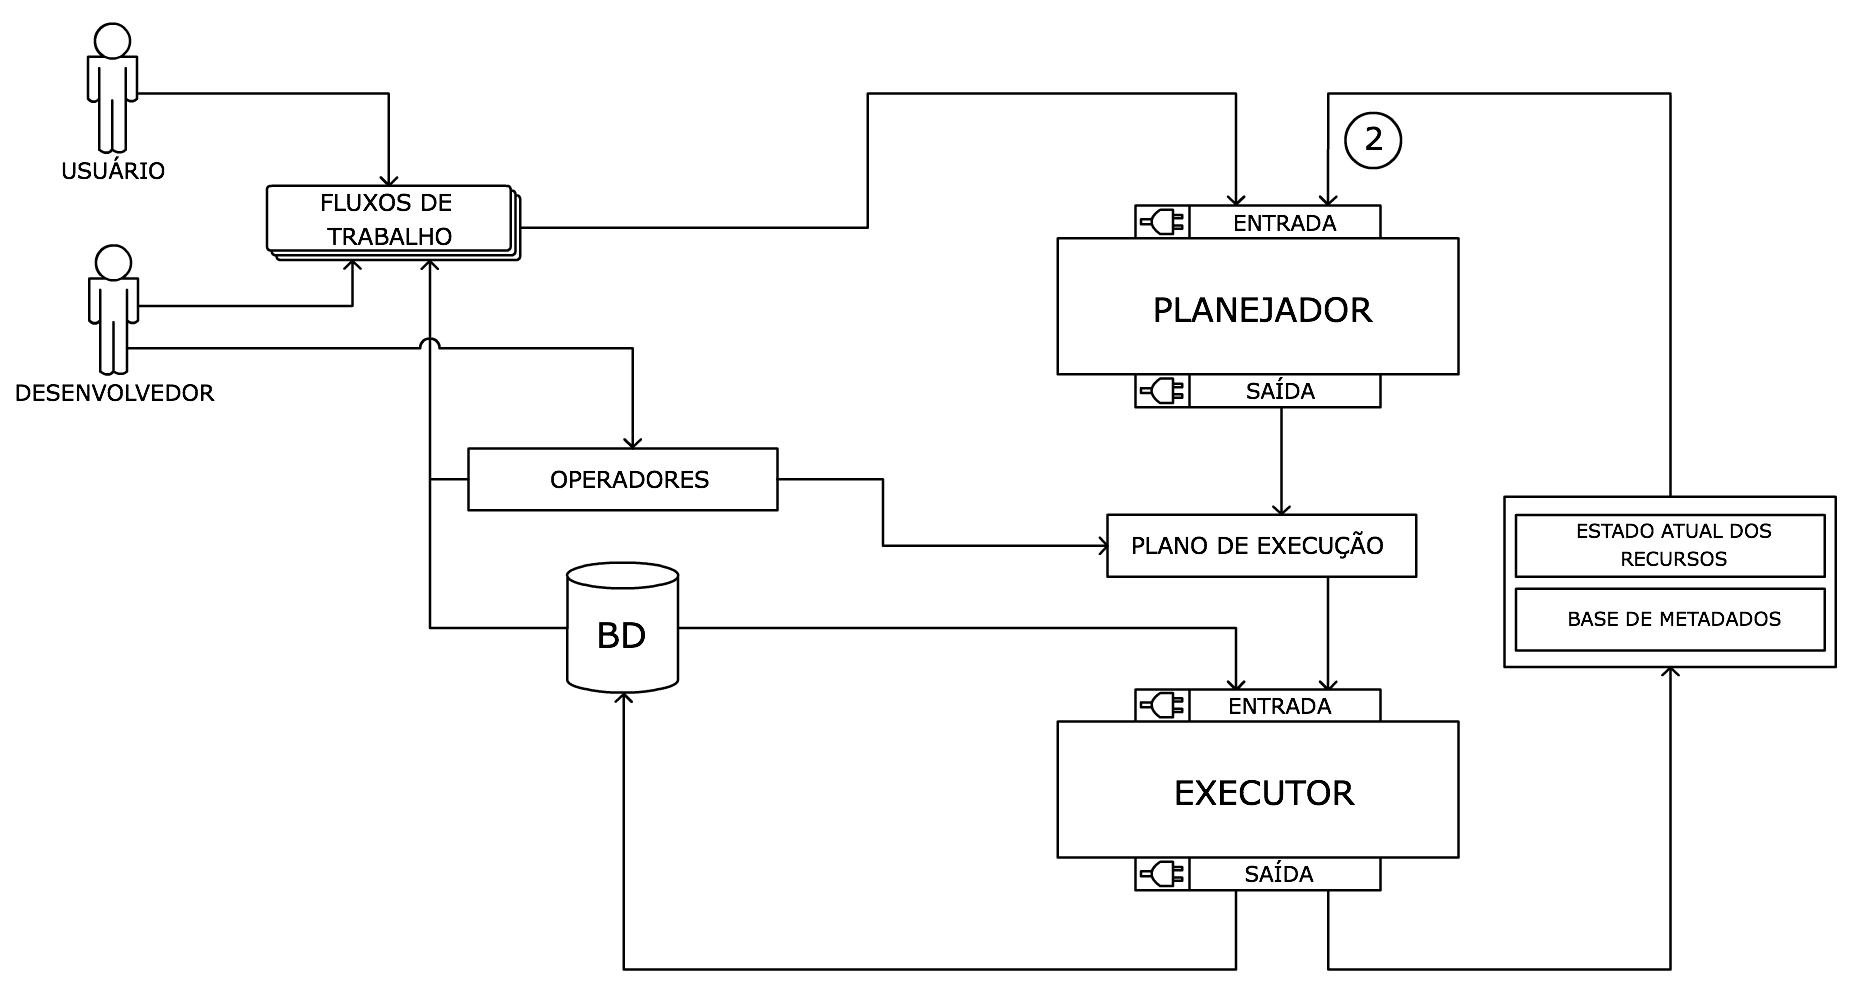 USUÁRIO
FLUXOS DE
TRABALHO
DESENVOLVEDOR
2
ENTRADA
PLANEJADOR
SAÍDA
OPERADORES
PLANO DE EXECUÇÃO
ESTADO ATUAL DOS
RECURSOS
BASE DE METADADOS
BD
ENTRADA
EXECUTOR
SAÍDA